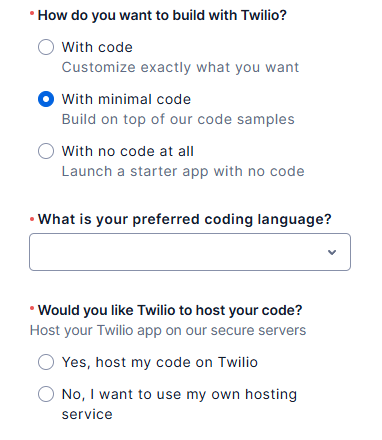 * How do you want to build with Twilio?
With code
Customize exactly what you want
With minimal code
Build on top of our code samples
With no code at all
Launch a starter app with no code
* What is your preferred coding language?
* Would you like Twilio to host your code?
Host your Twilio app on our secure servers
Yes, host my code on Twilio
No, I want to use my own hosting
service